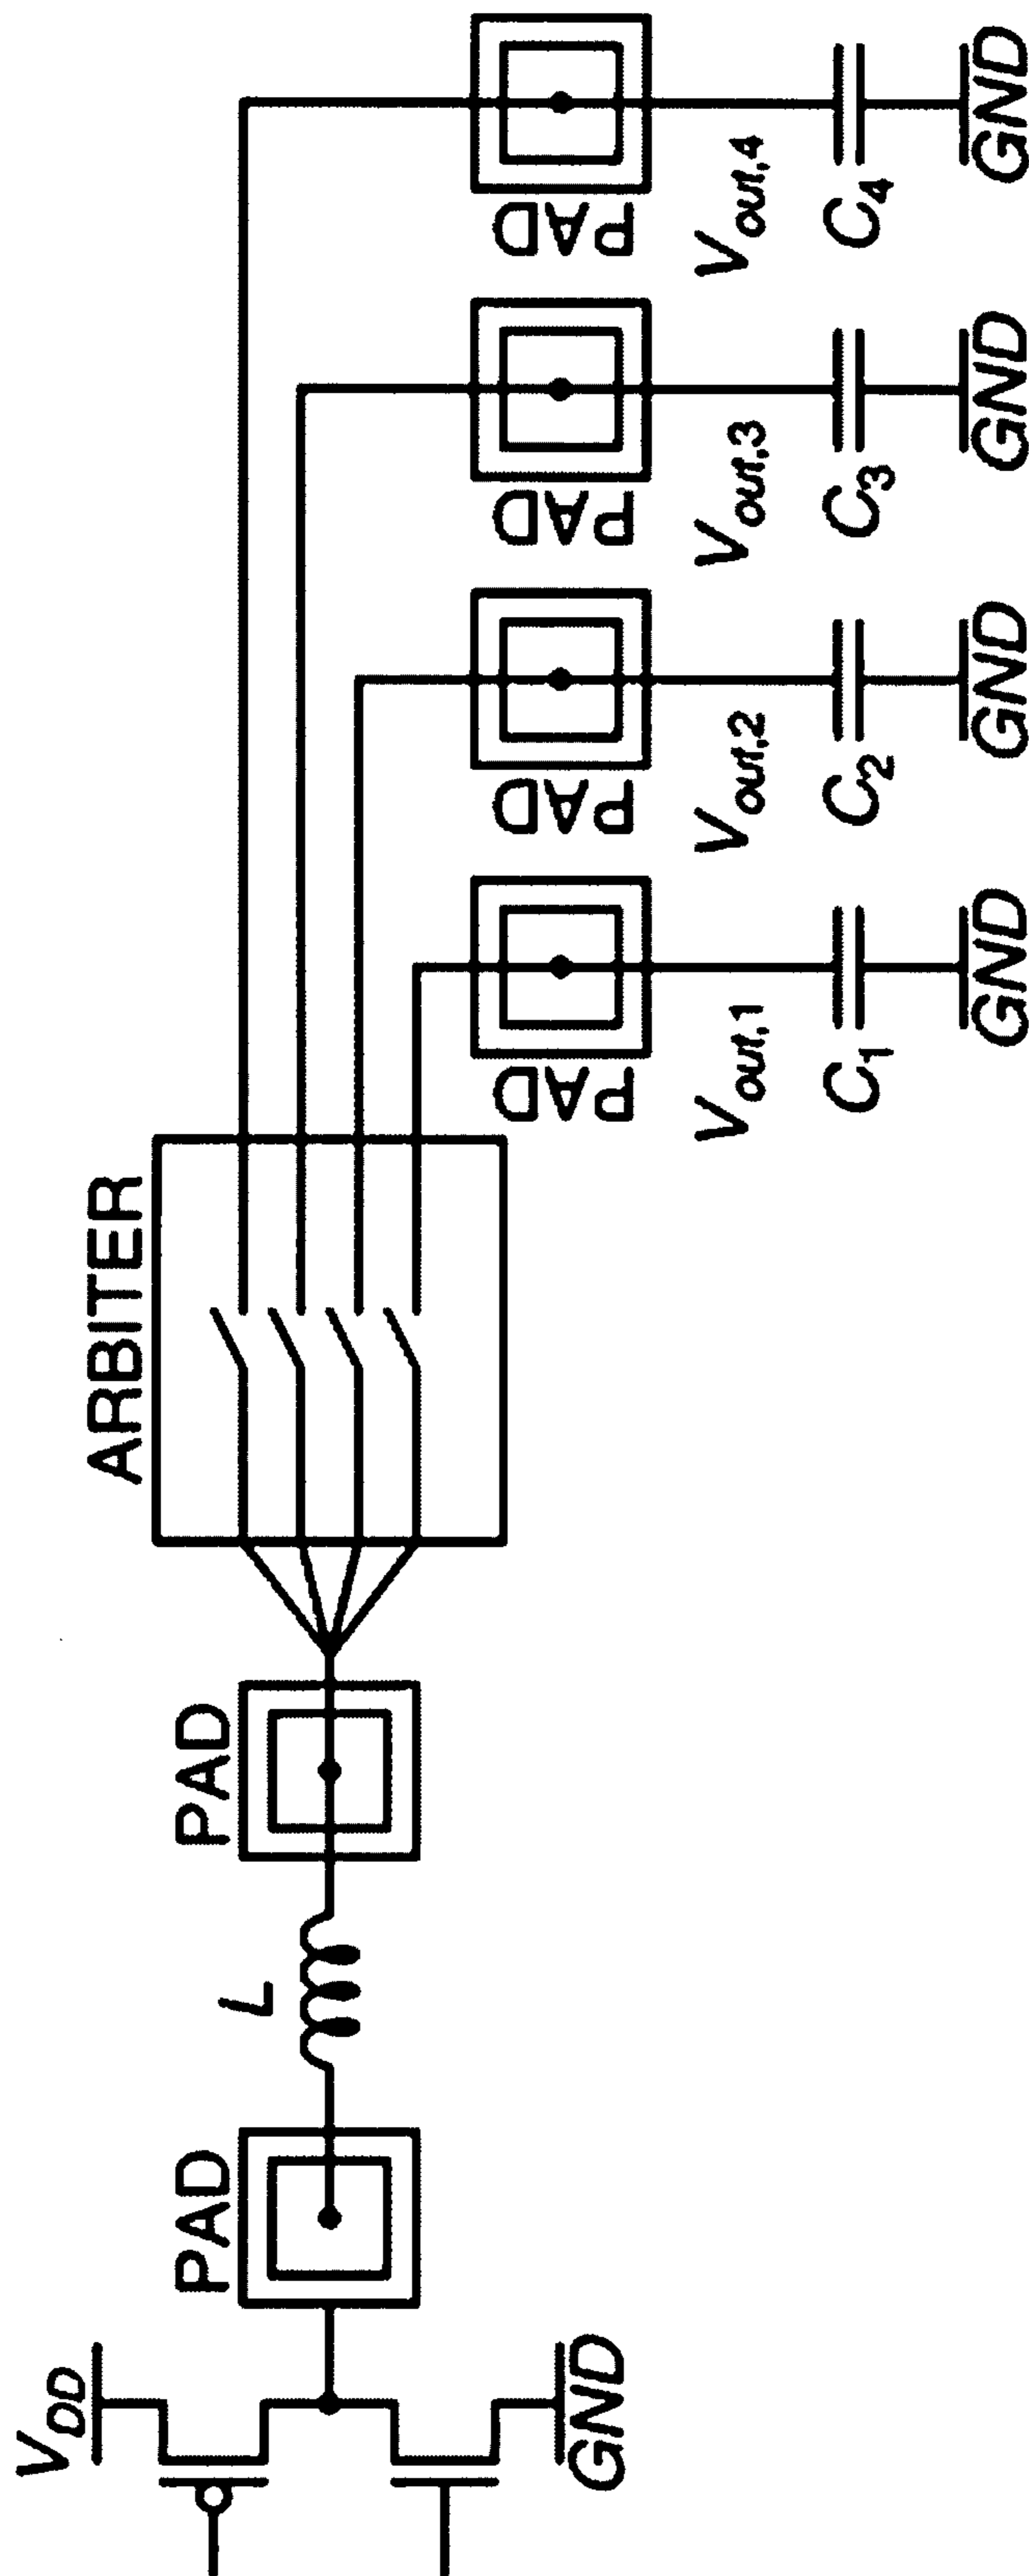 V_DD
GND
PAD
L
PAD
ARBITER
PAD
V_out,1
C_1
GND
PAD
V_out,2
C_2
GND
PAD
V_out,3
C_3
GND
PAD
V_out,4
C_4
GND